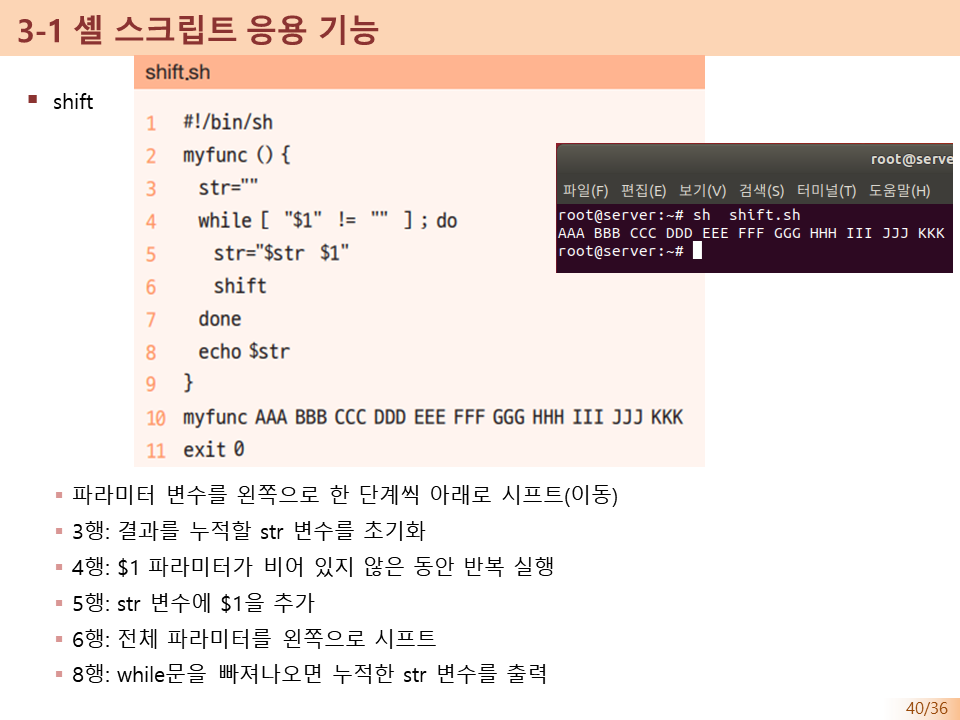 3-1 셸 스크립트 응용 기능
shift
shift.sh
1 #!/bin/sh
2 myfunc () {
3 str=""
4 while [ "$1" != "" ] ; do
5 str="$str $1"
6 shift
7 done
8 echo $str
9 }
10 myfunc AAA BBB CCC DDD EEE FFF GGG HHH III JJJ KKK
11 exit 0
root@serve
파일(F) 편집(E) 보기(V) 검색(S) 터미널(T) 도움말(H)
root@server:~# sh shift.sh
AAA BBB CCC DDD EEE FFF GGG HHH III JJJ KKK
root@server:~#
파라미터 변수를 왼쪽으로 한 단계씩 아래로 시프트(이동)
3행: 결과를 누적할 str 변수를 초기화
4행: $1 파라미터가 비어 있지 않은 동안 반복 실행
5행: str 변수에 $1을 추가
6행: 전체 파라미터를 왼쪽으로 시프트
8행: while문을 빠져나오면 누적한 str 변수를 출력
40/36